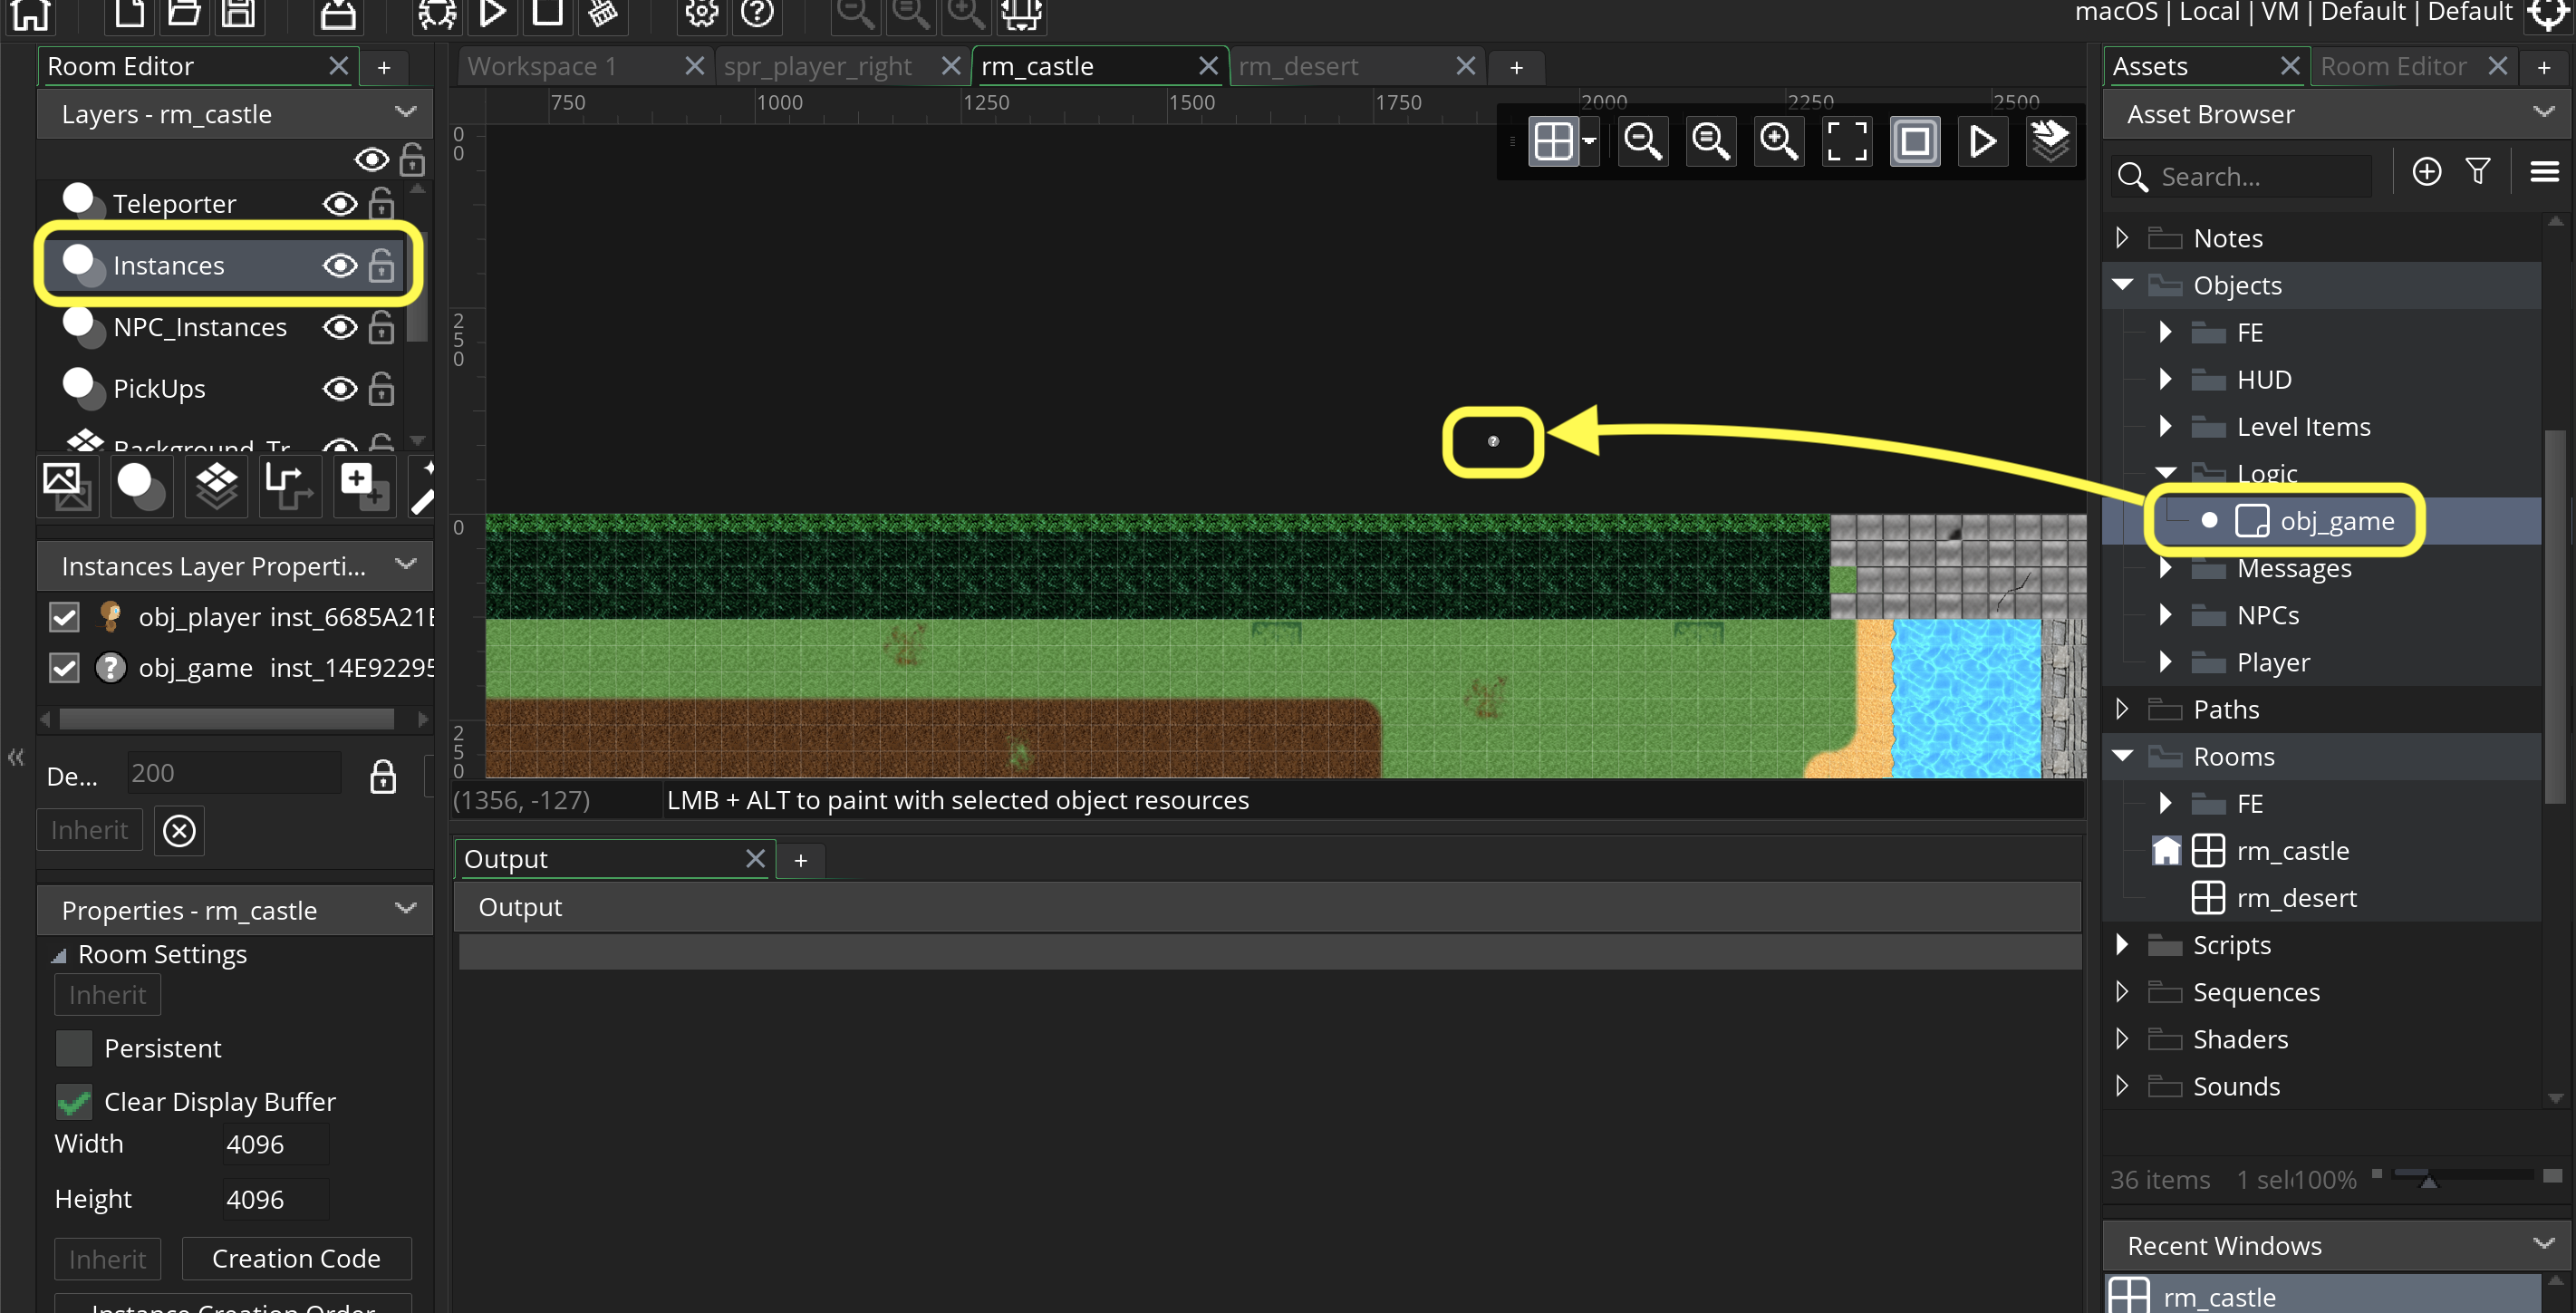 macOS | Local | VM | Default | Default
Room Editor
+
Workspace 1
spr_player_right
rm_castle
rm_desert
+
Assets
Room Editor
+
Layers - rm_castle
750
1000
1250
1500
1750
2000
2250
2500
Asset Browser
0
0
Search...
Teleporter
Instances
NPC_Instances
PickUps
Background_Tr
250
0
250
Notes
Objects
FE
HUD
Level Items
Logic
obj_game
Messages
NPCs
Player
Paths
Rooms
FE
rm_castle
rm_desert
Scripts
Sequences
Shaders
Sounds
Instances Layer Properti...
obj_player inst_6685A21E
obj_game inst_14E92295
De... 200
Inherit
(1356, -127)
LMB + ALT to paint with selected object resources
Output
+
Output
Properties - rm_castle
Room Settings
Inherit
Persistent
Clear Display Buffer
Width 4096
Height 4096
Inherit
Creation Code
Instance Creation Order
36 items
1 sel
100%
Recent Windows
rm_castle